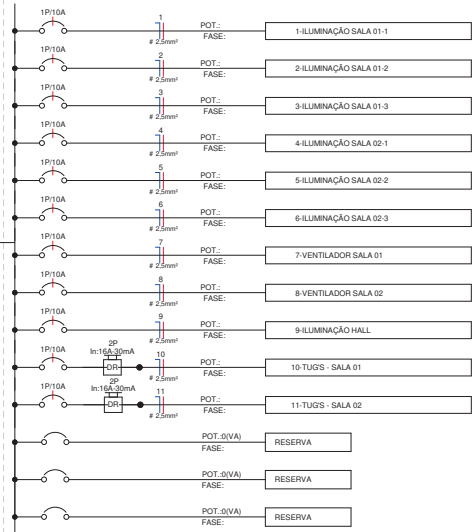 1P/10A
1
# 2,5mm²
POT.:
FASE:
1-ILUMINAÇÃO SALA 01-1
1P/10A
2
# 2,5mm²
POT.:
FASE:
2-ILUMINAÇÃO SALA 01-2
1P/10A
3
# 2,5mm²
POT.:
FASE:
3-ILUMINAÇÃO SALA 01-3
1P/10A
4
# 2,5mm²
POT.:
FASE:
4-ILUMINAÇÃO SALA 02-1
1P/10A
5
# 2,5mm²
POT.:
FASE:
5-ILUMINAÇÃO SALA 02-2
1P/10A
6
# 2,5mm²
POT.:
FASE:
6-ILUMINAÇÃO SALA 02-3
1P/10A
7
# 2,5mm²
POT.:
FASE:
7-VENTILADOR SALA 01
1P/10A
8
# 2,5mm²
POT.:
FASE:
8-VENTILADOR SALA 02
1P/10A
9
# 2,5mm²
POT.:
FASE:
9-ILUMINAÇÃO HALL
1P/10A
2P
In:16A-30mA
DR
10
# 2,5mm²
POT.:
FASE:
10-TUG'S - SALA 01
1P/10A
2P
In:16A-30mA
DR
11
# 2,5mm²
POT.:
FASE:
11-TUG'S - SALA 02
POT.:0(VA)
FASE:
RESERVA
POT.:0(VA)
FASE:
RESERVA
POT.:0(VA)
FASE:
RESERVA